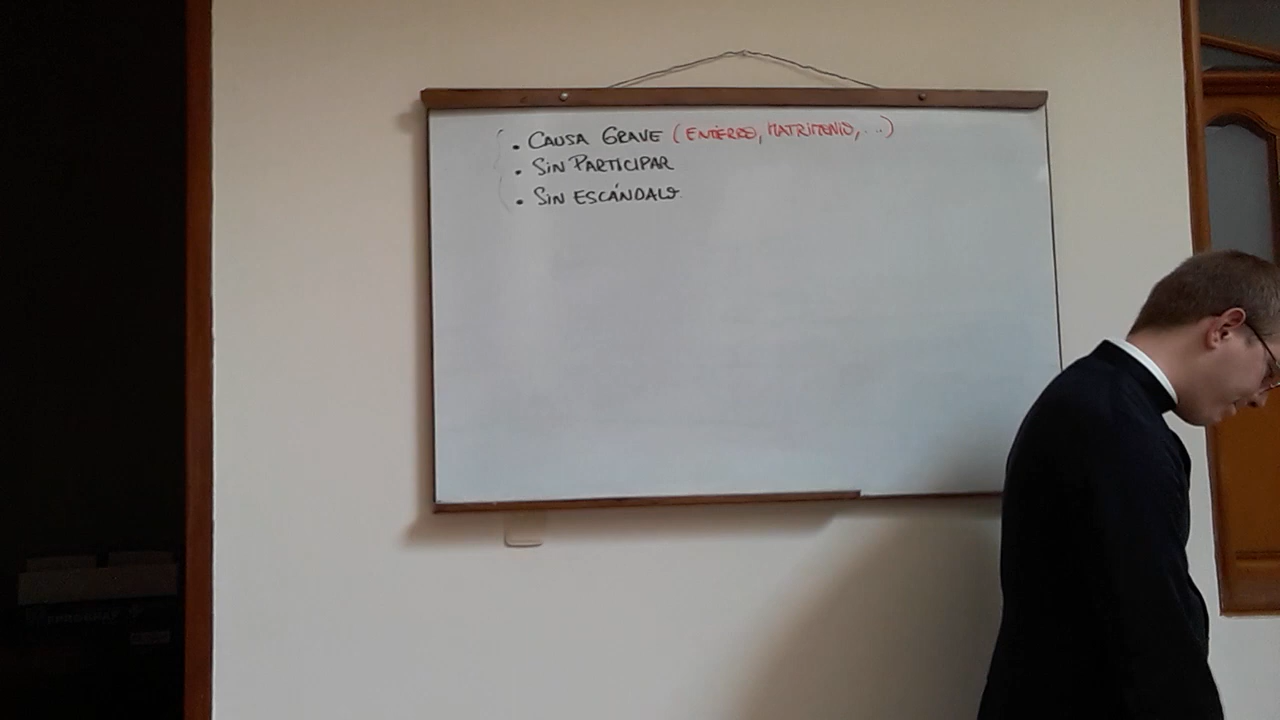 • CAUSA GRAVE (ENTIERRO, MATRIMONIO, ...)
• SIN PARTICIPAR
• SIN ESCÁNDALO.